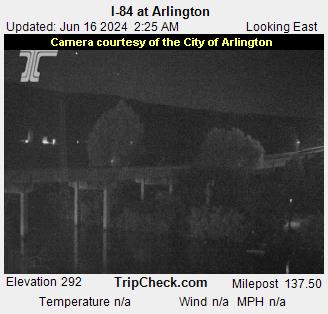 I-84 at Arlington
Updated: Jun 16 2024 2:25 AM Looking East
Camera courtesy of the City of Arlington
Elevation 292 TripCheck.com Milepost 137.50
Temperature n/a Wind n/a MPH n/a